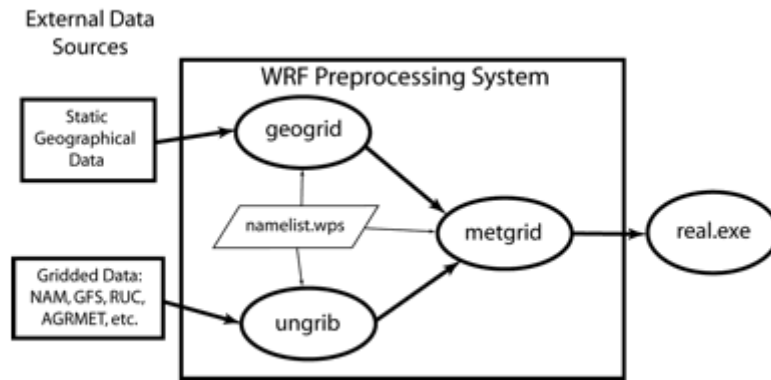 External Data
Sources
WRF Preprocessing System
Static
Geographical
Data
geogrid
namelist.wps
metgrid
real.exe
Gridded Data:
NAM, GFS, RUC,
AGRMET, etc.
ungrib